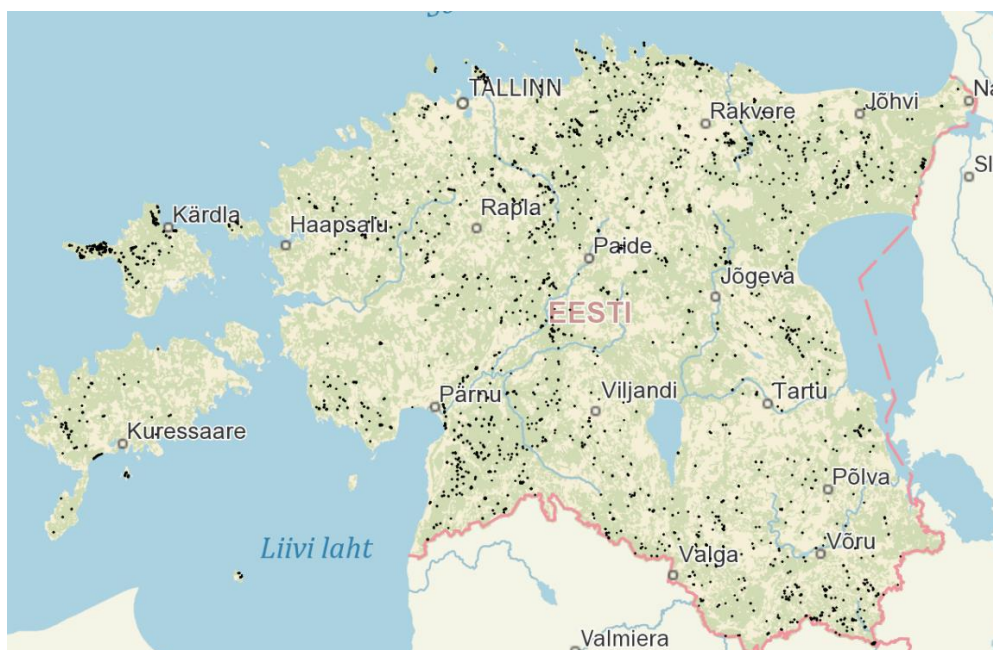 TALLINN
Rakvere
Jõhvi
Kärdla
Haapsalu
Rapla
Paide
Jõgeva
EESTI
Pärnu
Viljandi
Tartu
Kuressaare
Põlva
Liivi laht
Valga
Võru
Valmiera